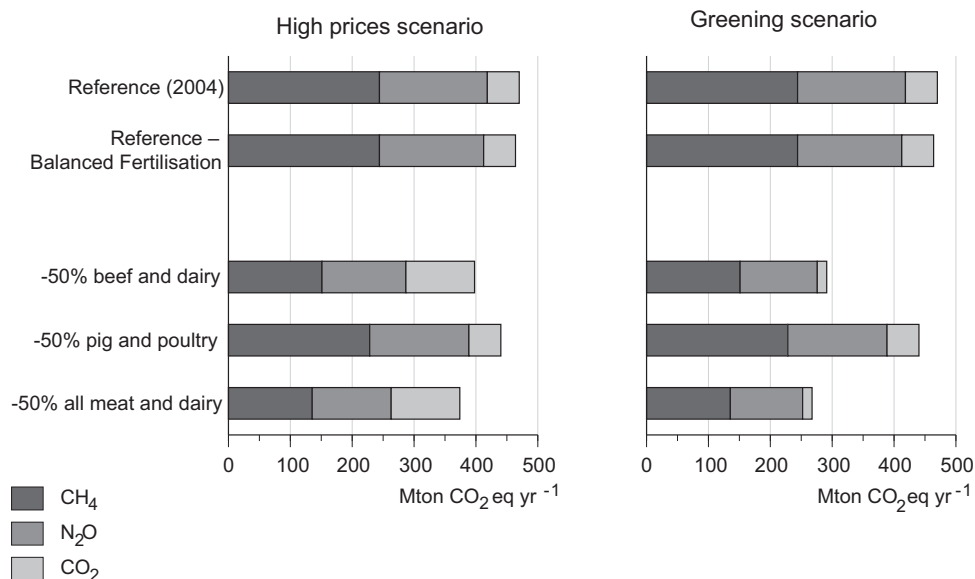 High prices scenario
Greening scenario
Reference (2004)
Reference –
Balanced Fertilisation
-50% beef and dairy
-50% pig and poultry
-50% all meat and dairy
0 100 200 300 400 500
0 100 200 300 400 500
Mton CO2 eq yr -1
Mton CO2 eq yr -1
CH4
N2O
CO2